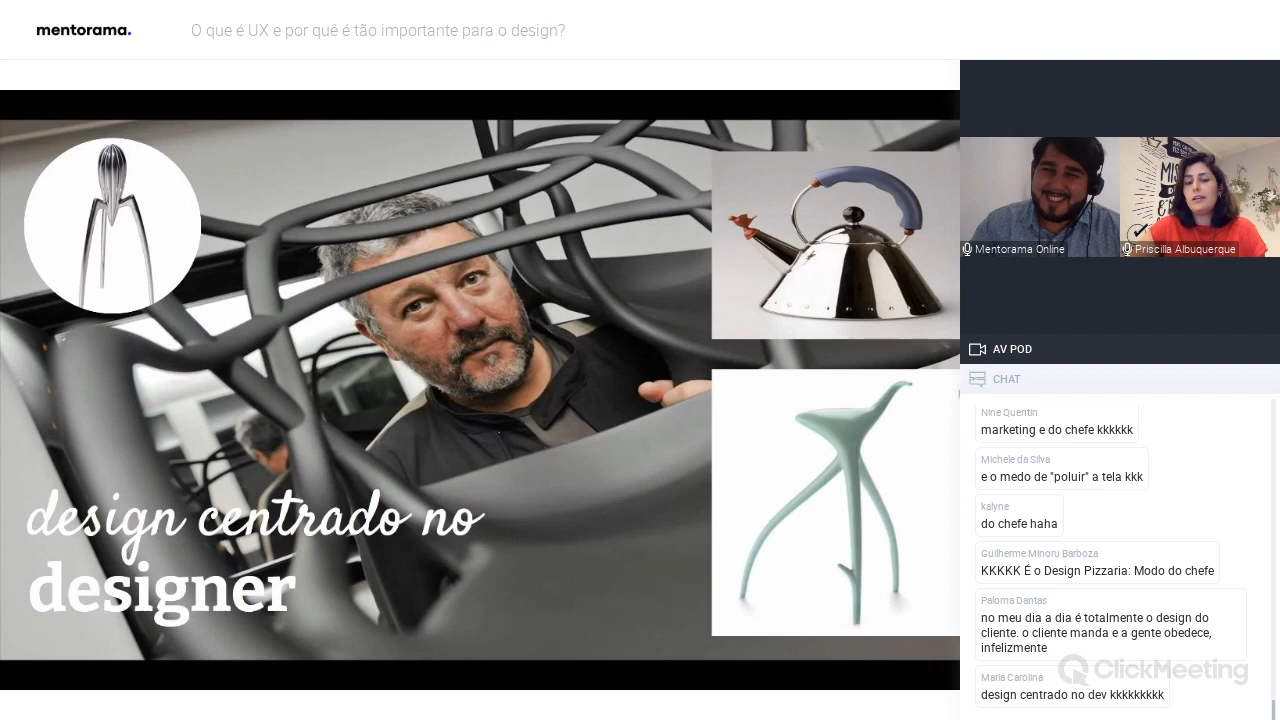 mentorama.
O que é UX e por quê é tão importante para o design?
design centrado no
designer
Mentorama Online
Priscilla Albuquerque
AV POD
CHAT
Nine Quentin
marketing e do chefe kkkkkk
Michele da Silva
e o medo de "poluir" a tela kkk
kalyne
do chefe haha
Guilherme Minoru Barboza
KKKKK É o Design Pizzaria: Modo do chefe
Paloma Dantas
no meu dia a dia é totalmente o design do
cliente. o cliente manda e a gente obedece,
infelizmente
ClickMeeting
Maria Carolina
design centrado no dev kkkkkkkkk